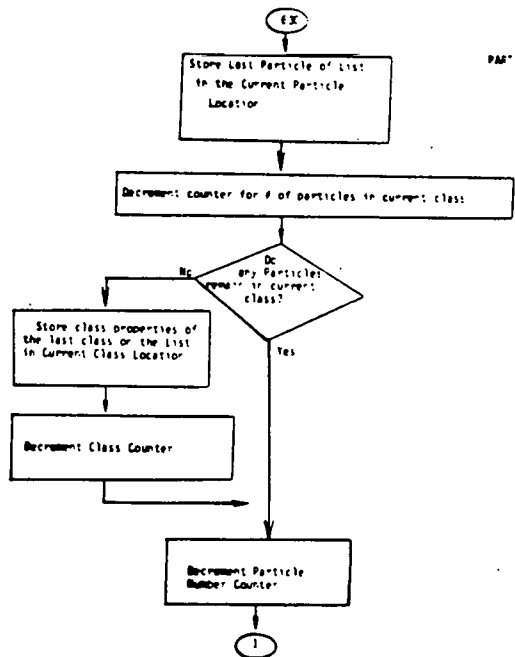 EX
Store Last Particle of List
in the Current Particle
Location
PART
Decrement counter for # of particles in current class
Do
any Particles
remain in current
class?
No
Yes
Store class properties of
the last class or the List
in Current Class Location
Decrement Class Counter
Decrement Particle
Number Counter
1